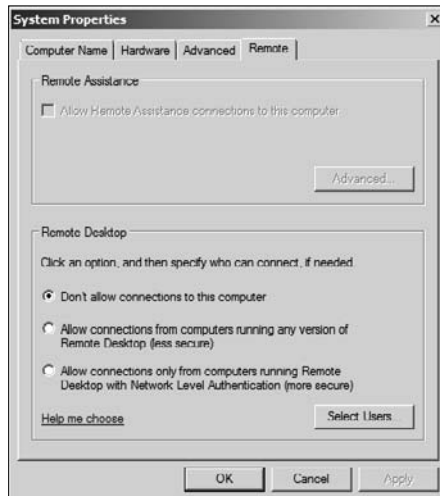 System Properties
Computer Name Hardware Advanced Remote
Remote Assistance
Allow Remote Assistance connections to this computer
Advanced...
Remote Desktop
Click an option, and then specify who can connect, if needed.
Don't allow connections to this computer
Allow connections from computers running any version of
Remote Desktop (less secure)
Allow connections only from computers running Remote
Desktop with Network Level Authentication (more secure)
Help me choose
Select Users...
OK Cancel Apply